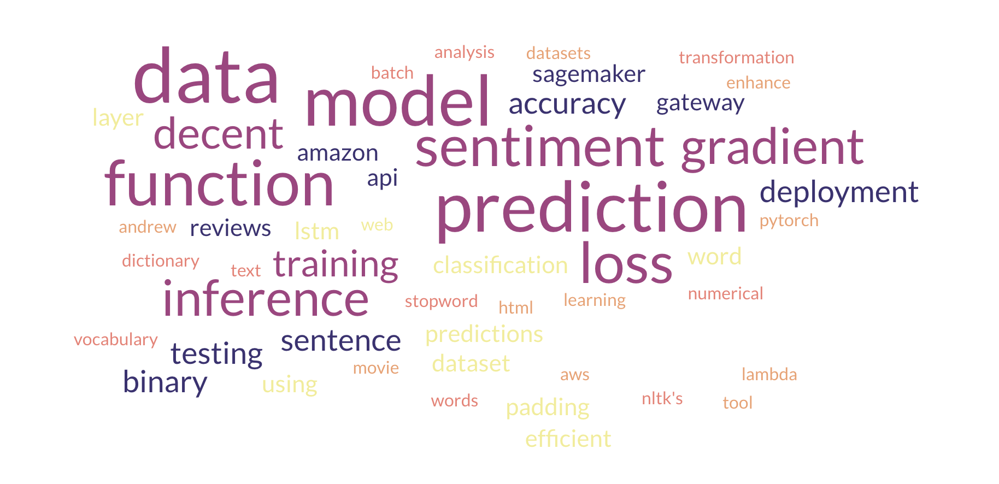 analysis
datasets
transformation
data
batch
sagemaker
model
enhance
accuracy
gateway
layer
decent
sentiment
gradient
amazon
function
api
deployment
prediction
andrew
reviews
lstm
web
pytorch
dictionary
text
training
classification
loss
word
inference
stopword
html
learning
numerical
vocabulary
testing
sentence
predictions
movie
dataset
binary
using
aws
lambda
words
padding
nltk's
tool
efficient